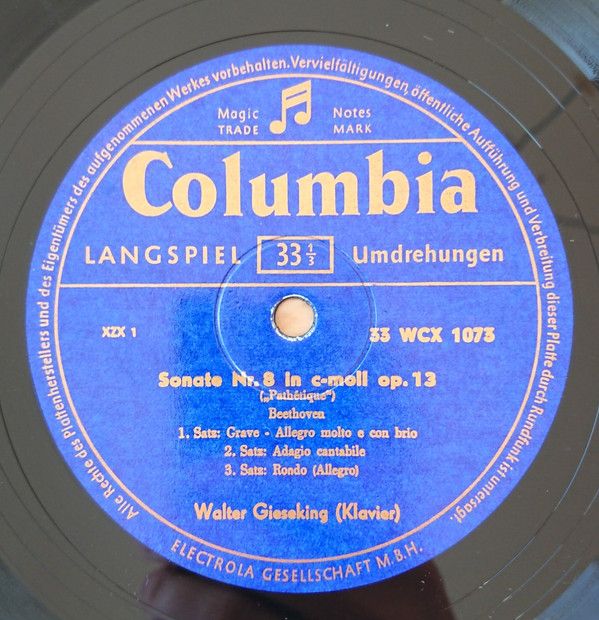 Alle Rechte des Plattenherstellers und des Eigentümers des aufgenommenen Werkes vorbehalten. Vervielfältigungen, öffentliche Aufführung und Verbreitung dieser Platte durch Rundfunk ist untersagt.
Magic Notes
TRADE MARK
Columbia
LANGSPIEL 33 1/3 Umdrehungen
XZX 1 33 WCX 1073
Sonate Nr. 8 in c-moll op. 13
(„Pathétique")
Beethoven
1. Satz: Grave - Allegro molto e con brio
2. Satz: Adagio cantabile
3. Satz: Rondo (Allegro)
Walter Gieseking (Klavier)
ELECTROLA GESELLSCHAFT M.B.H.